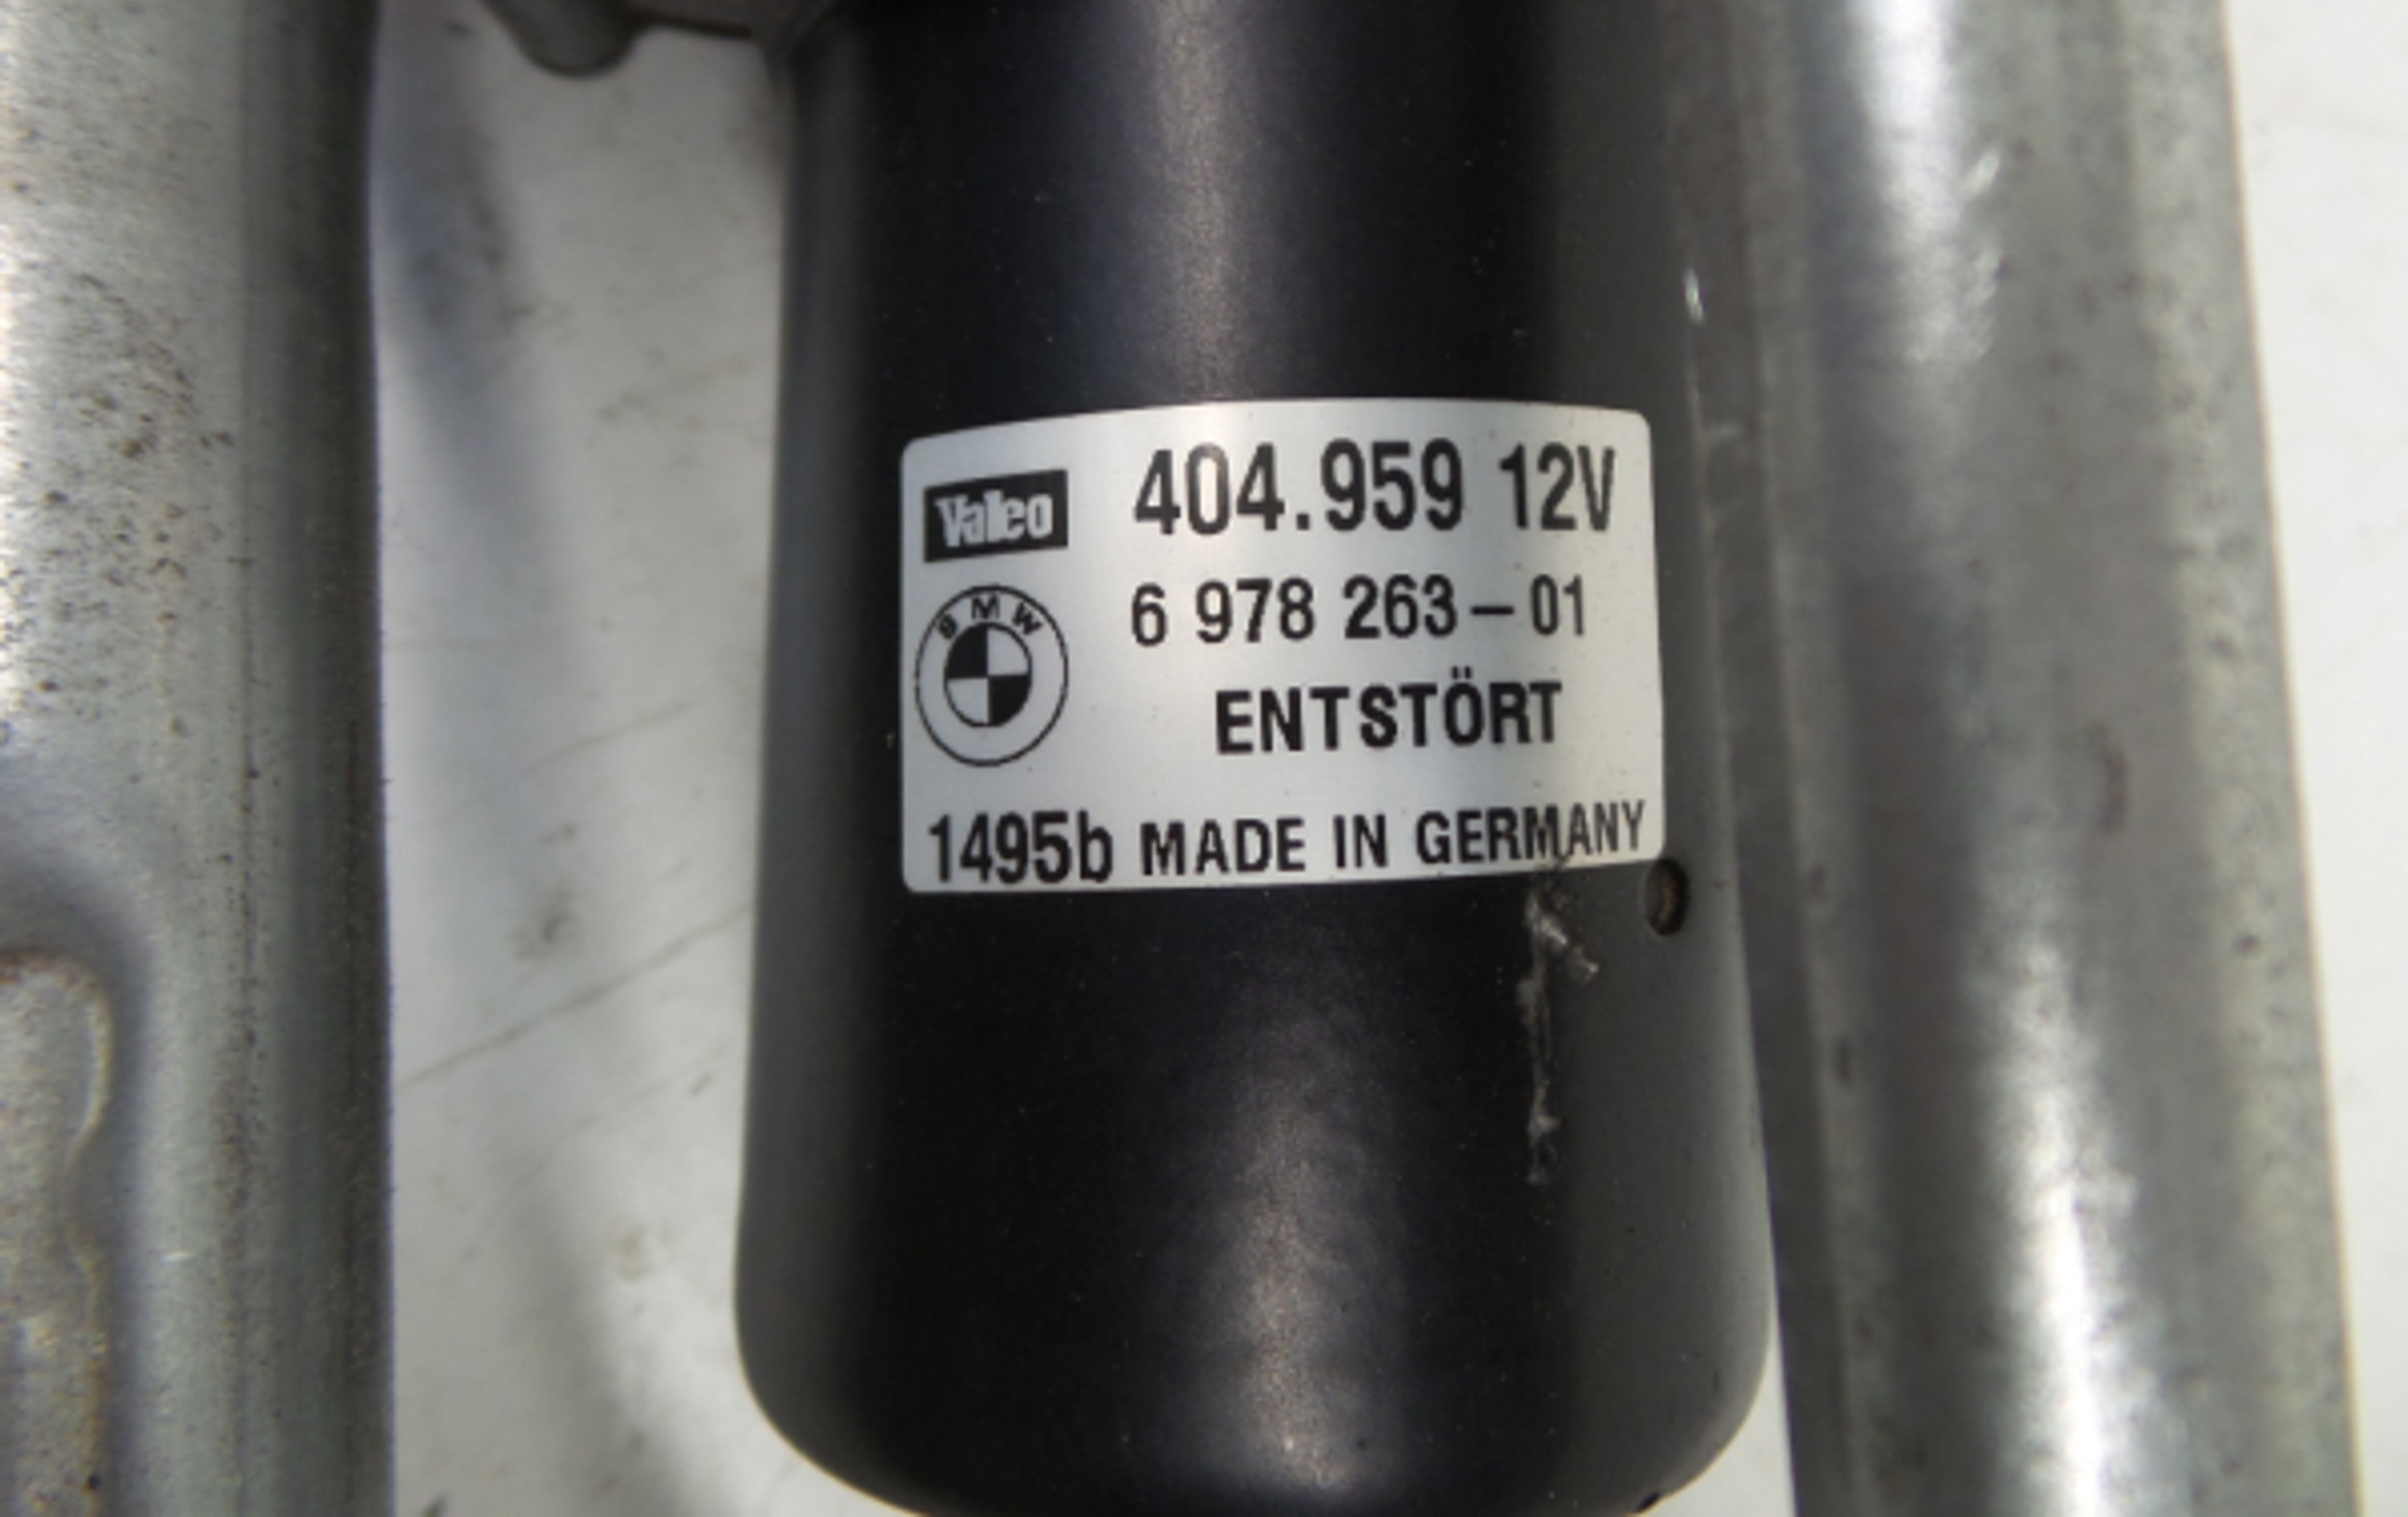 Valeo 404.959 12V
BMW 6 978 263-01
ENTSTÖRT
1495b MADE IN GERMANY